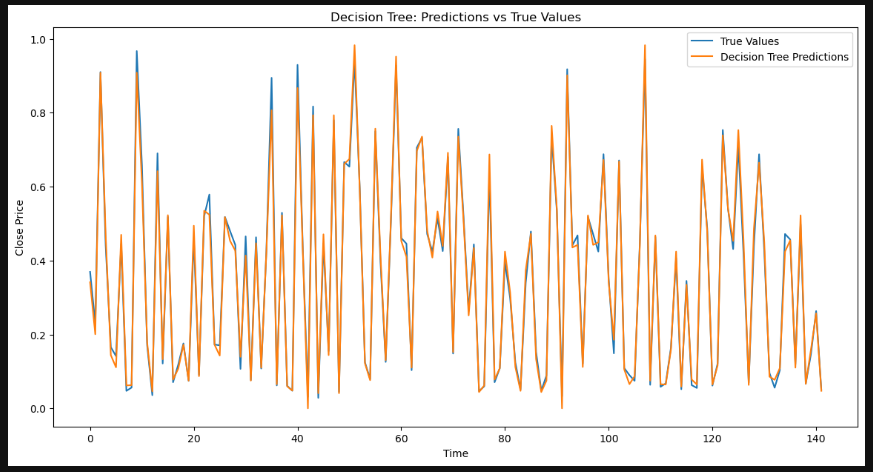 Decision Tree: Predictions vs True Values
True Values
Decision Tree Predictions
Close Price
1.0
0.8
0.6
0.4
0.2
0.0
0 20 40 60 80 100 120 140
Time